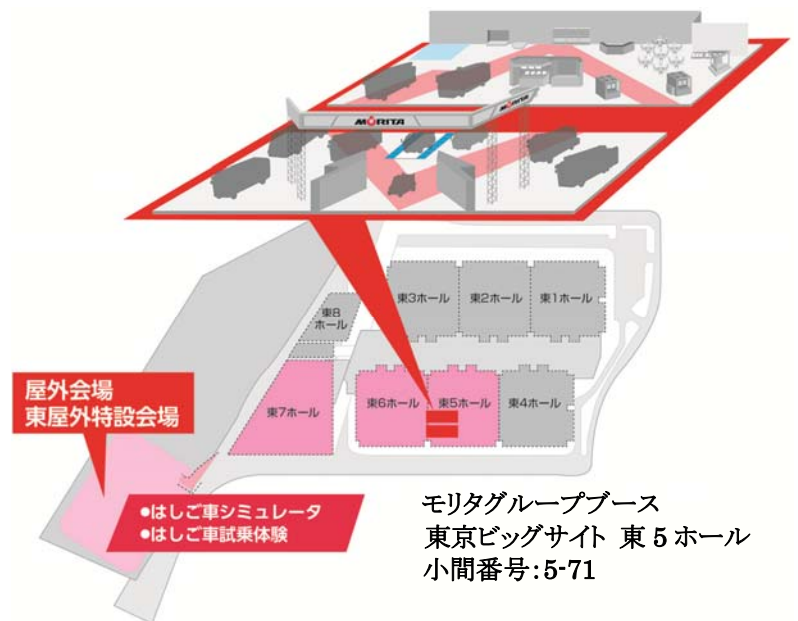 MORITA
東3ホール
東2ホール
東1ホール
東8
ホール
東7ホール
東6ホール
東5ホール
東4ホール
屋外会場
東屋外特設会場
●はしご車シミュレータ
●はしご車試乗体験
モリタグループブース
東京ビッグサイト 東5ホール
小間番号:5-71